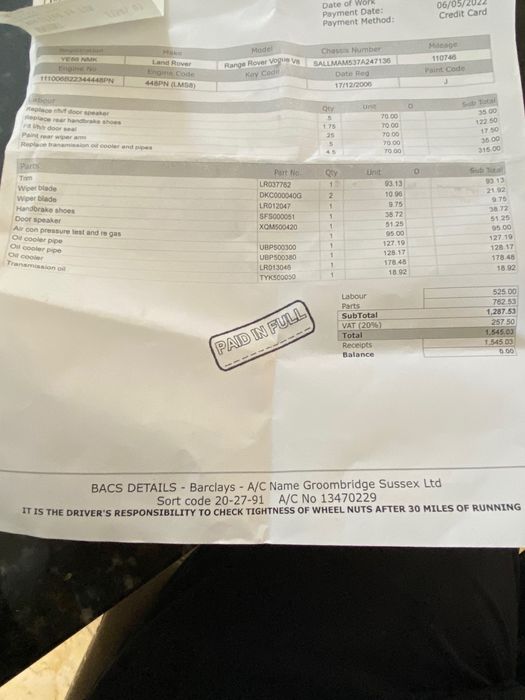 Date of Work 06/05/2022
Payment Date:
Payment Method: Credit Card
Registration Make Model Chassis Number Mileage
Land Rover Range Rover Vogue V8 SALLMAM537A247136 110746
Engine No Engine Code Key Code Date Reg Paint Code
448PN (LM58) 17/12/2006 J
Labour Qty Unit D Sub Total
Replace door speaker 5 70.00 35.00
Replace rear handbrake shoes 1.75 70.00 122.50
door seal 25 70.00 17.50
Paint rear wiper arm 5 70.00 35.00
Replace transmission oil cooler and pipes 4.5 70.00 315.00
Parts Part No. Qty Unit D Sub Total
Trim LR037762 1 93.13 93.13
Wiper blade DKC000040G 2 10.96 21.92
Wiper blade LR012047 1 9.75 9.75
Handbrake shoes SFS000051 1 38.72 38.72
Door speaker XQM500420 1 51.25 51.25
Air con pressure test and re gas 1 95.00 95.00
Oil cooler pipe UBP500300 1 127.19 127.19
Oil cooler pipe UBP500380 1 128.17 128.17
Oil cooler LR013046 1 178.48 178.48
Transmission oil TYK500050 1 18.92 18.92
Labour 525.00
Parts 762.53
SubTotal 1,287.53
VAT (20%) 257.50
Total 1,545.03
Receipts 1,545.03
Balance 0.00
PAID IN FULL
BACS DETAILS - Barclays - A/C Name Groombridge Sussex Ltd
Sort code 20-27-91 A/C No 13470229
IT IS THE DRIVER'S RESPONSIBILITY TO CHECK TIGHTNESS OF WHEEL NUTS AFTER 30 MILES OF RUNNING